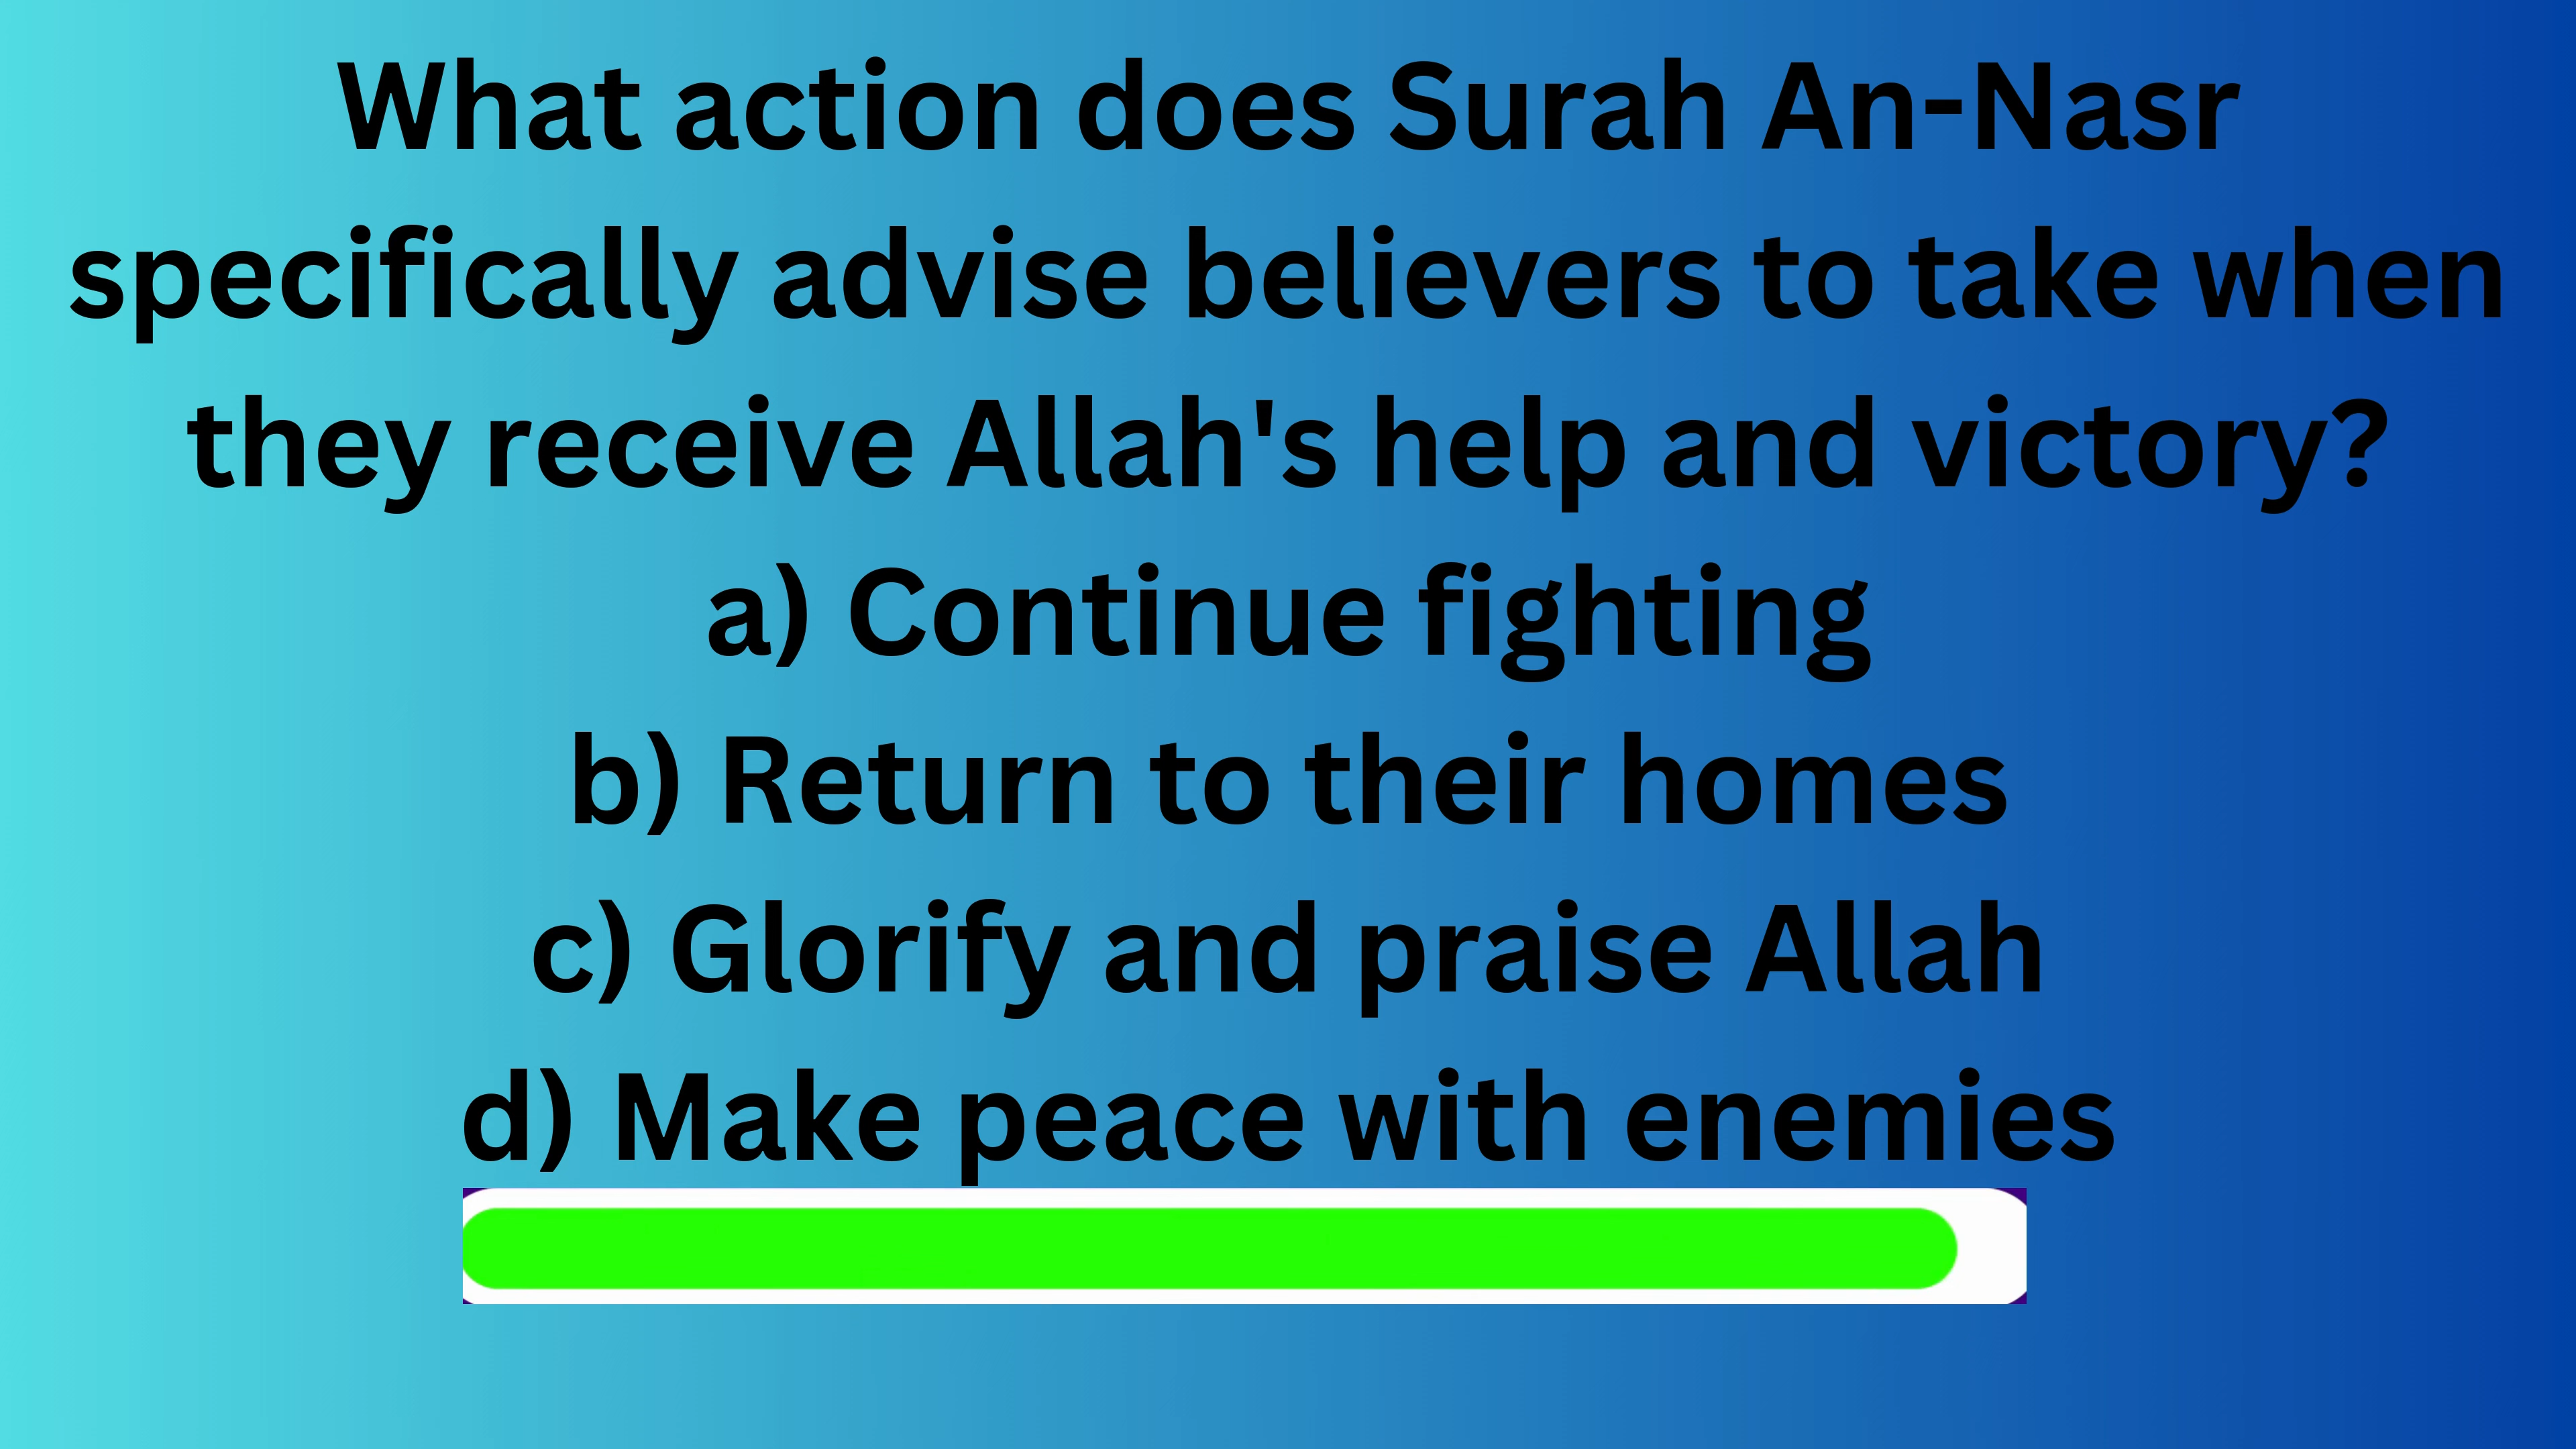 What action does Surah An-Nasr
specifically advise believers to take when
they receive Allah's help and victory?
a) Continue fighting
b) Return to their homes
c) Glorify and praise Allah
d) Make peace with enemies